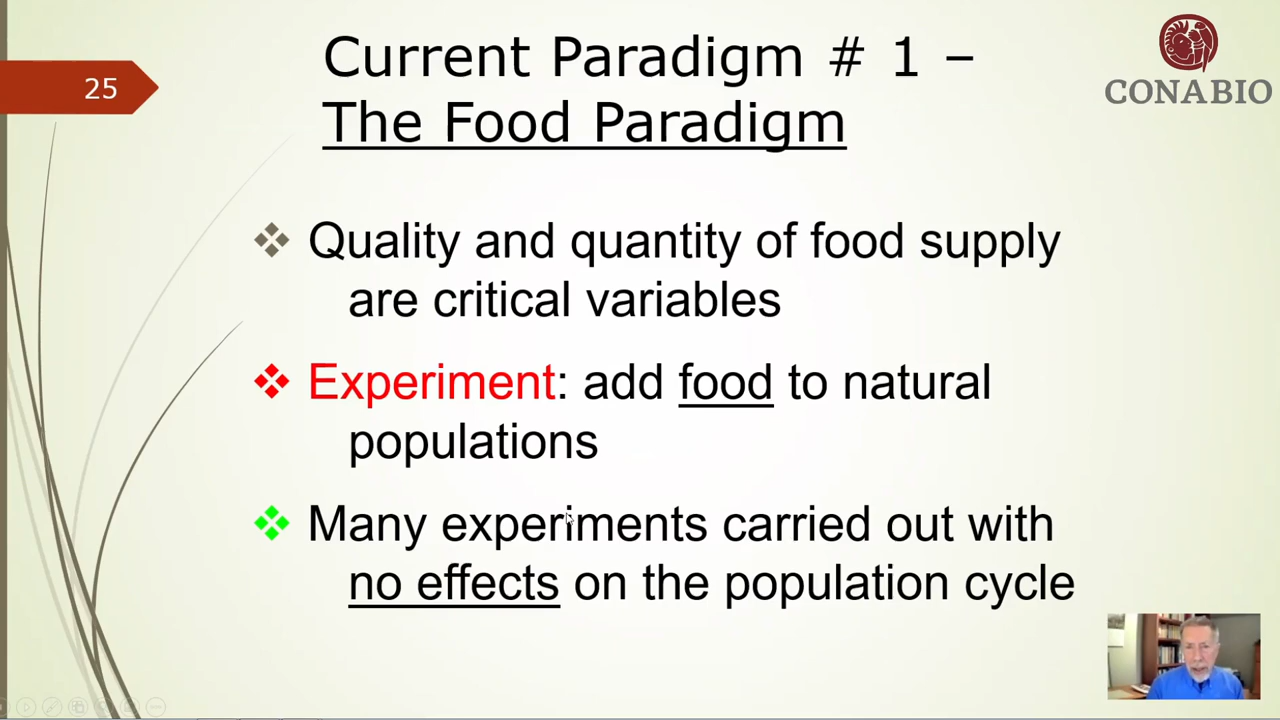 25
Current Paradigm # 1 –
The Food Paradigm
CONABIO
Quality and quantity of food supply
are critical variables
Experiment: add food to natural
populations
Many experiments carried out with
no effects on the population cycle